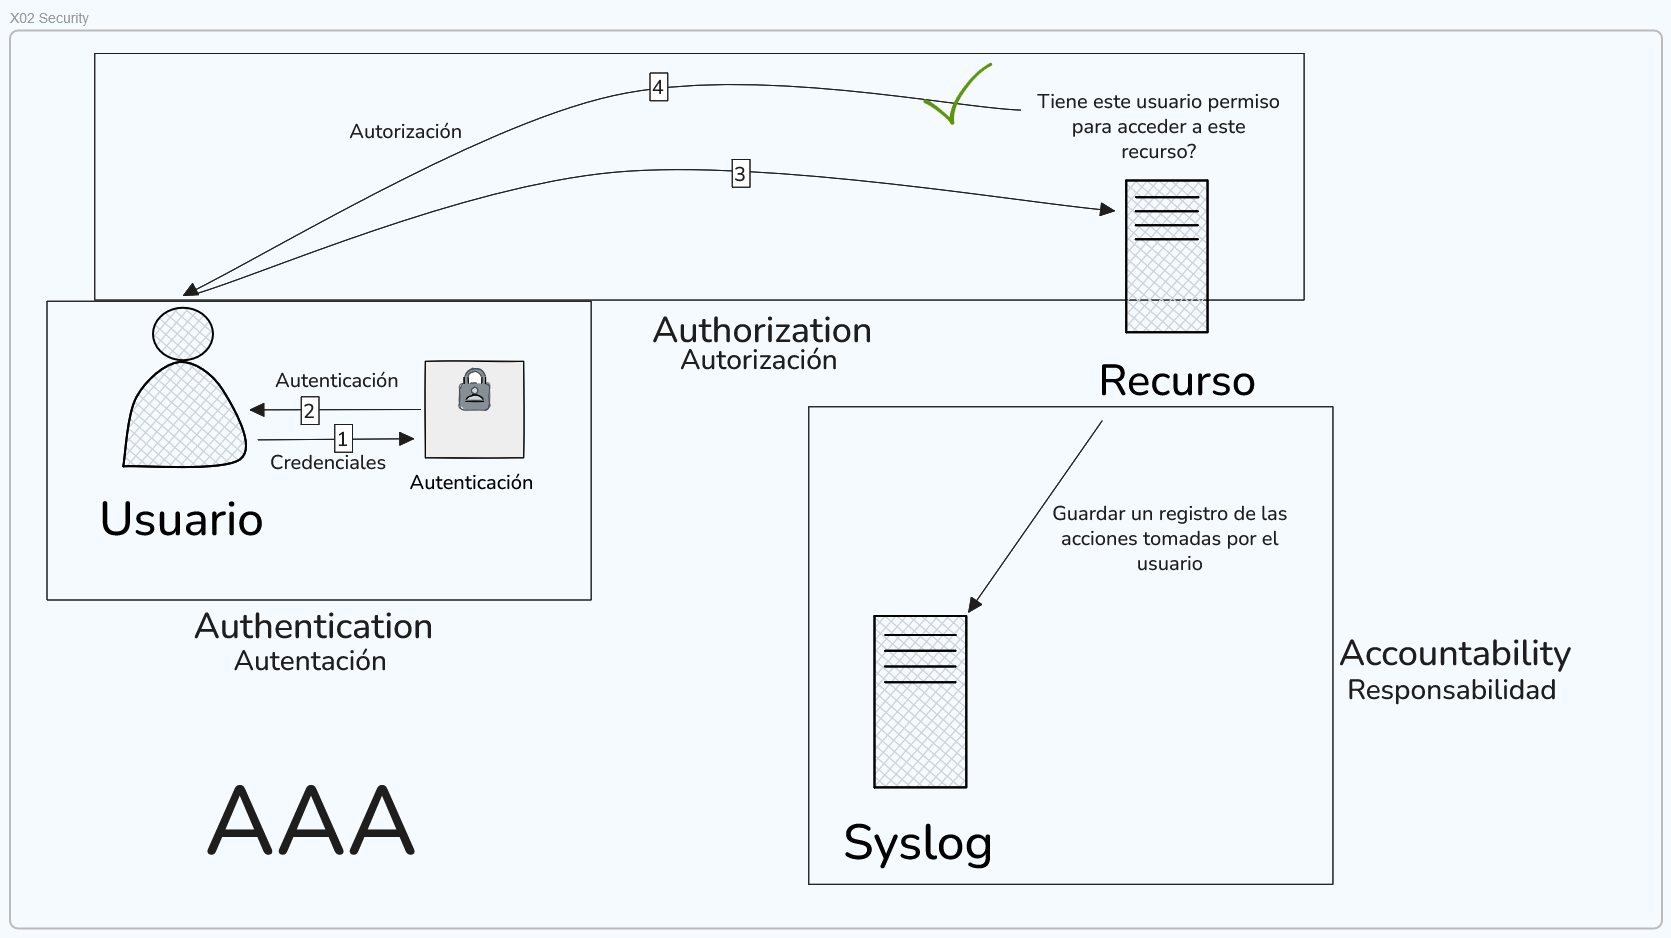 X02 Security
4
Autorización
Tiene este usuario permiso
para acceder a este
recurso?
3
Authorization
Autorización
Recurso
Autenticación
2
1
Credenciales
Autenticación
Usuario
Authentication
Autentación
Guardar un registro de las
acciones tomadas por el
usuario
Accountability
Responsabilidad
Syslog
AAA